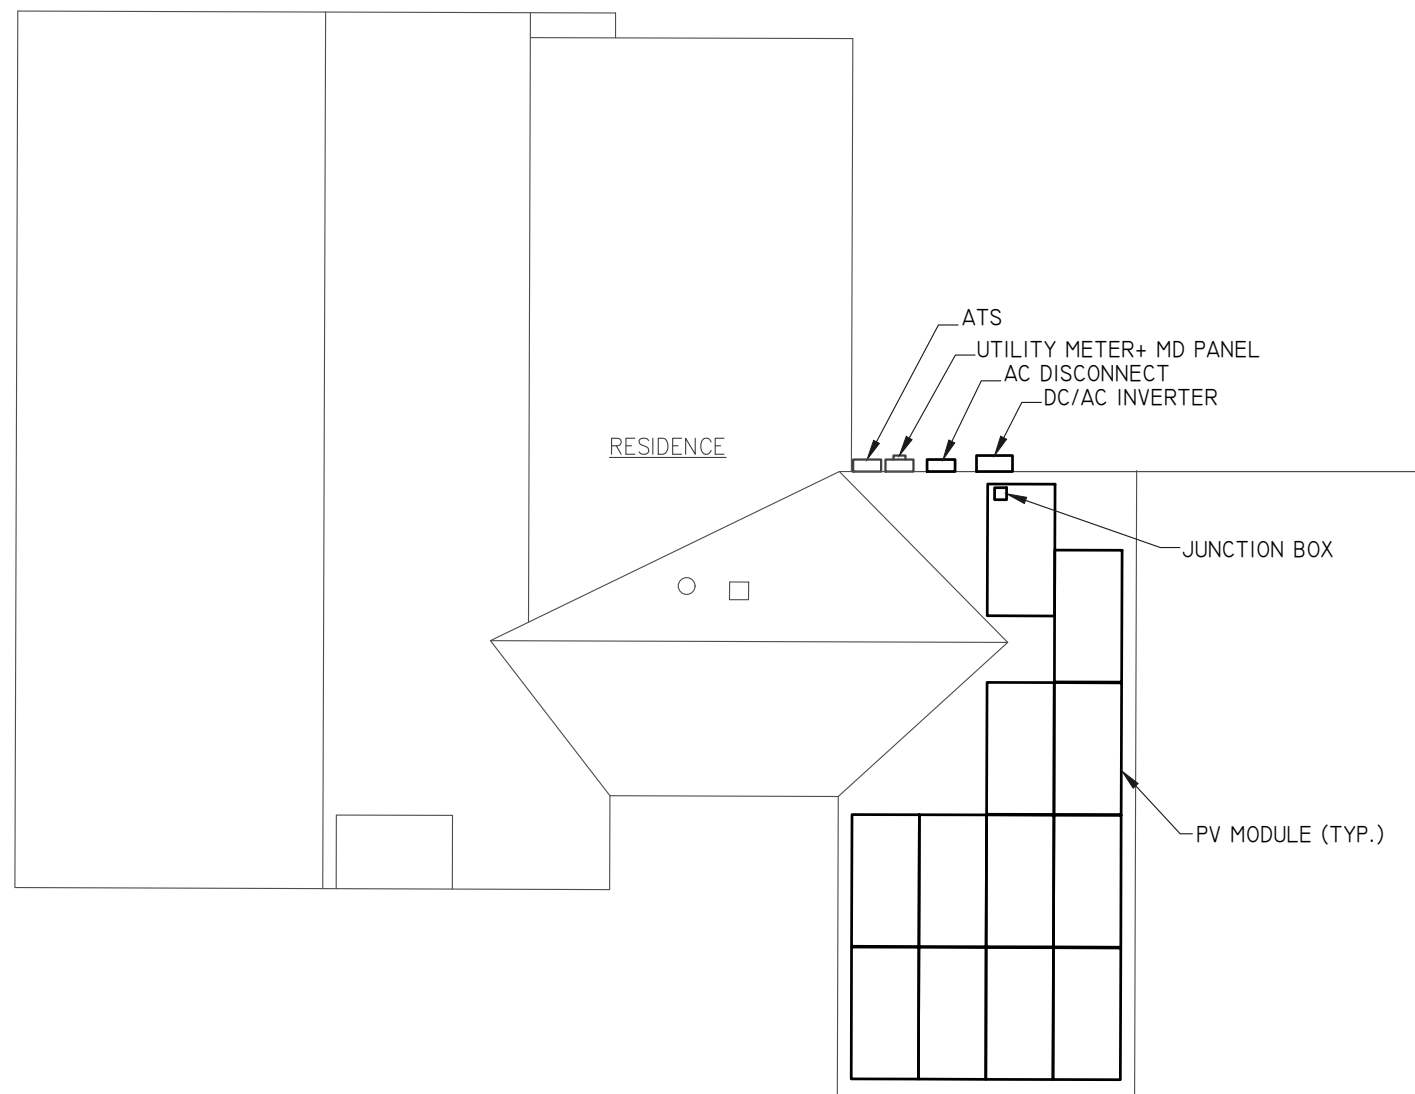 ATS
UTILITY METER+ MD PANEL
AC DISCONNECT
DC/AC INVERTER
RESIDENCE
JUNCTION BOX
PV MODULE (TYP.)